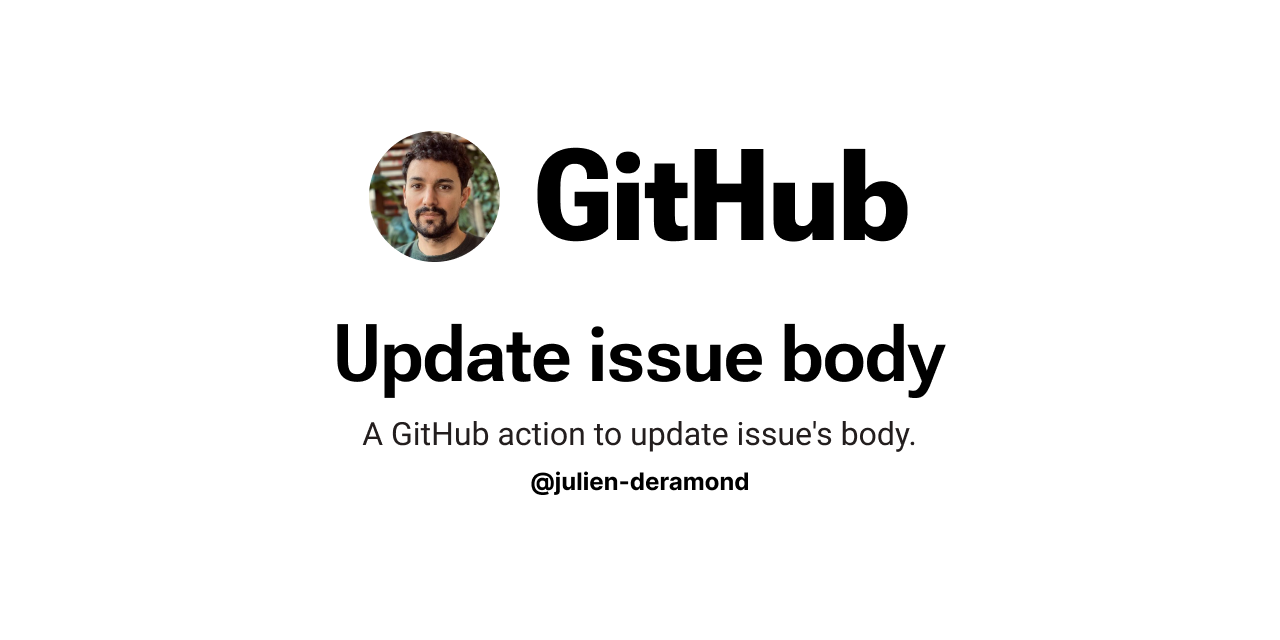 GitHub
Update issue body
A GitHub action to update issue's body.
@julien-deramond